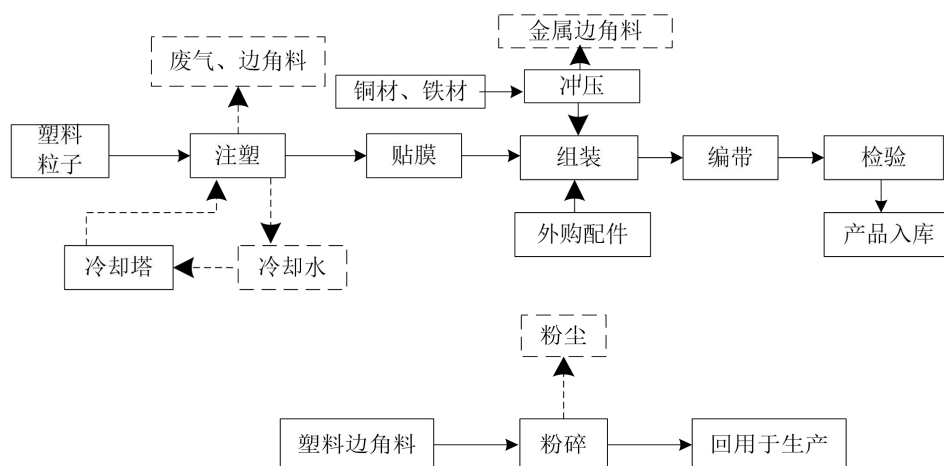 金属边角料
废气、边角料
铜材、铁材
冲压
塑料
粒子
注塑
贴膜
组装
编带
检验
外购配件
产品入库
冷却塔
冷却水
粉尘
塑料边角料
粉碎
回用于生产